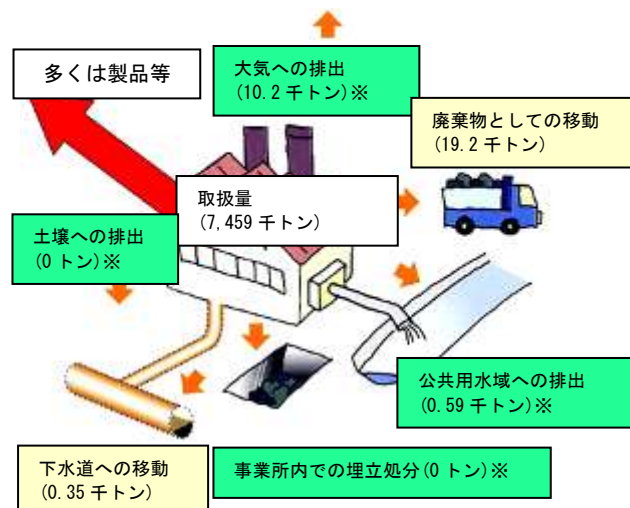 多くは製品等
大気への排出
(10.2 千トン)※
廃棄物としての移動
(19.2 千トン)
取扱量
(7,459 千トン)
土壌への排出
(0 トン)※
公共用水域への排出
(0.59 千トン)※
下水道への移動
(0.35 千トン)
事業所内での埋立処分(0 トン)※